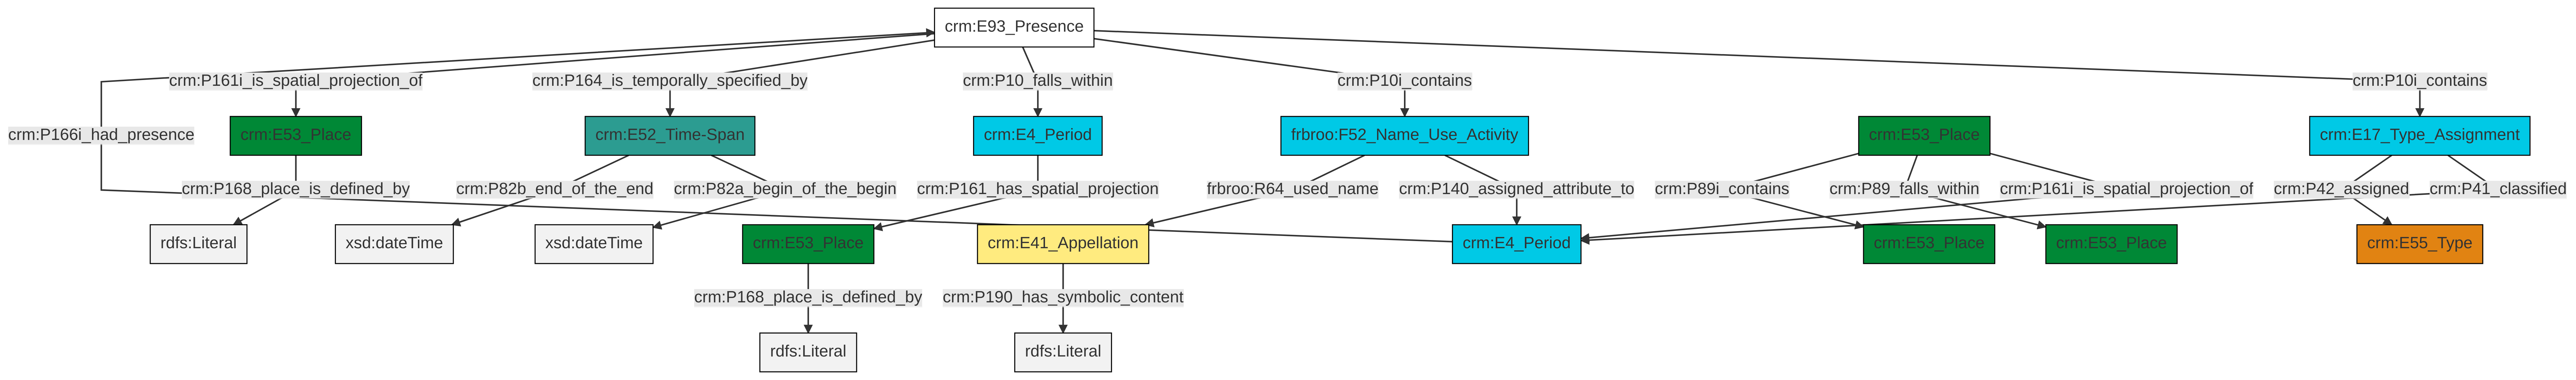 crm:E93_Presence
crm:P161i_is_spatial_projection_of
crm:P164_is_temporally_specified_by
crm:P10_falls_within
crm:P10i_contains
crm:P10i_contains
crm:P166i_had_presence
crm:E53_Place
crm:E52_Time-Span
crm:E4_Period
frbroo:F52_Name_Use_Activity
crm:E53_Place
crm:E17_Type_Assignment
crm:P168_place_is_defined_by
crm:P82b_end_of_the_end
crm:P82a_begin_of_the_begin
crm:P161_has_spatial_projection
frbroo:R64_used_name
crm:P140_assigned_attribute_to
crm:P89i_contains
crm:P89_falls_within
crm:P161i_is_spatial_projection_of
crm:P42_assigned
crm:P41_classified
rdfs:Literal
xsd:dateTime
xsd:dateTime
crm:E53_Place
crm:E41_Appellation
crm:E4_Period
crm:E53_Place
crm:E53_Place
crm:E55_Type
crm:P168_place_is_defined_by
crm:P190_has_symbolic_content
rdfs:Literal
rdfs:Literal